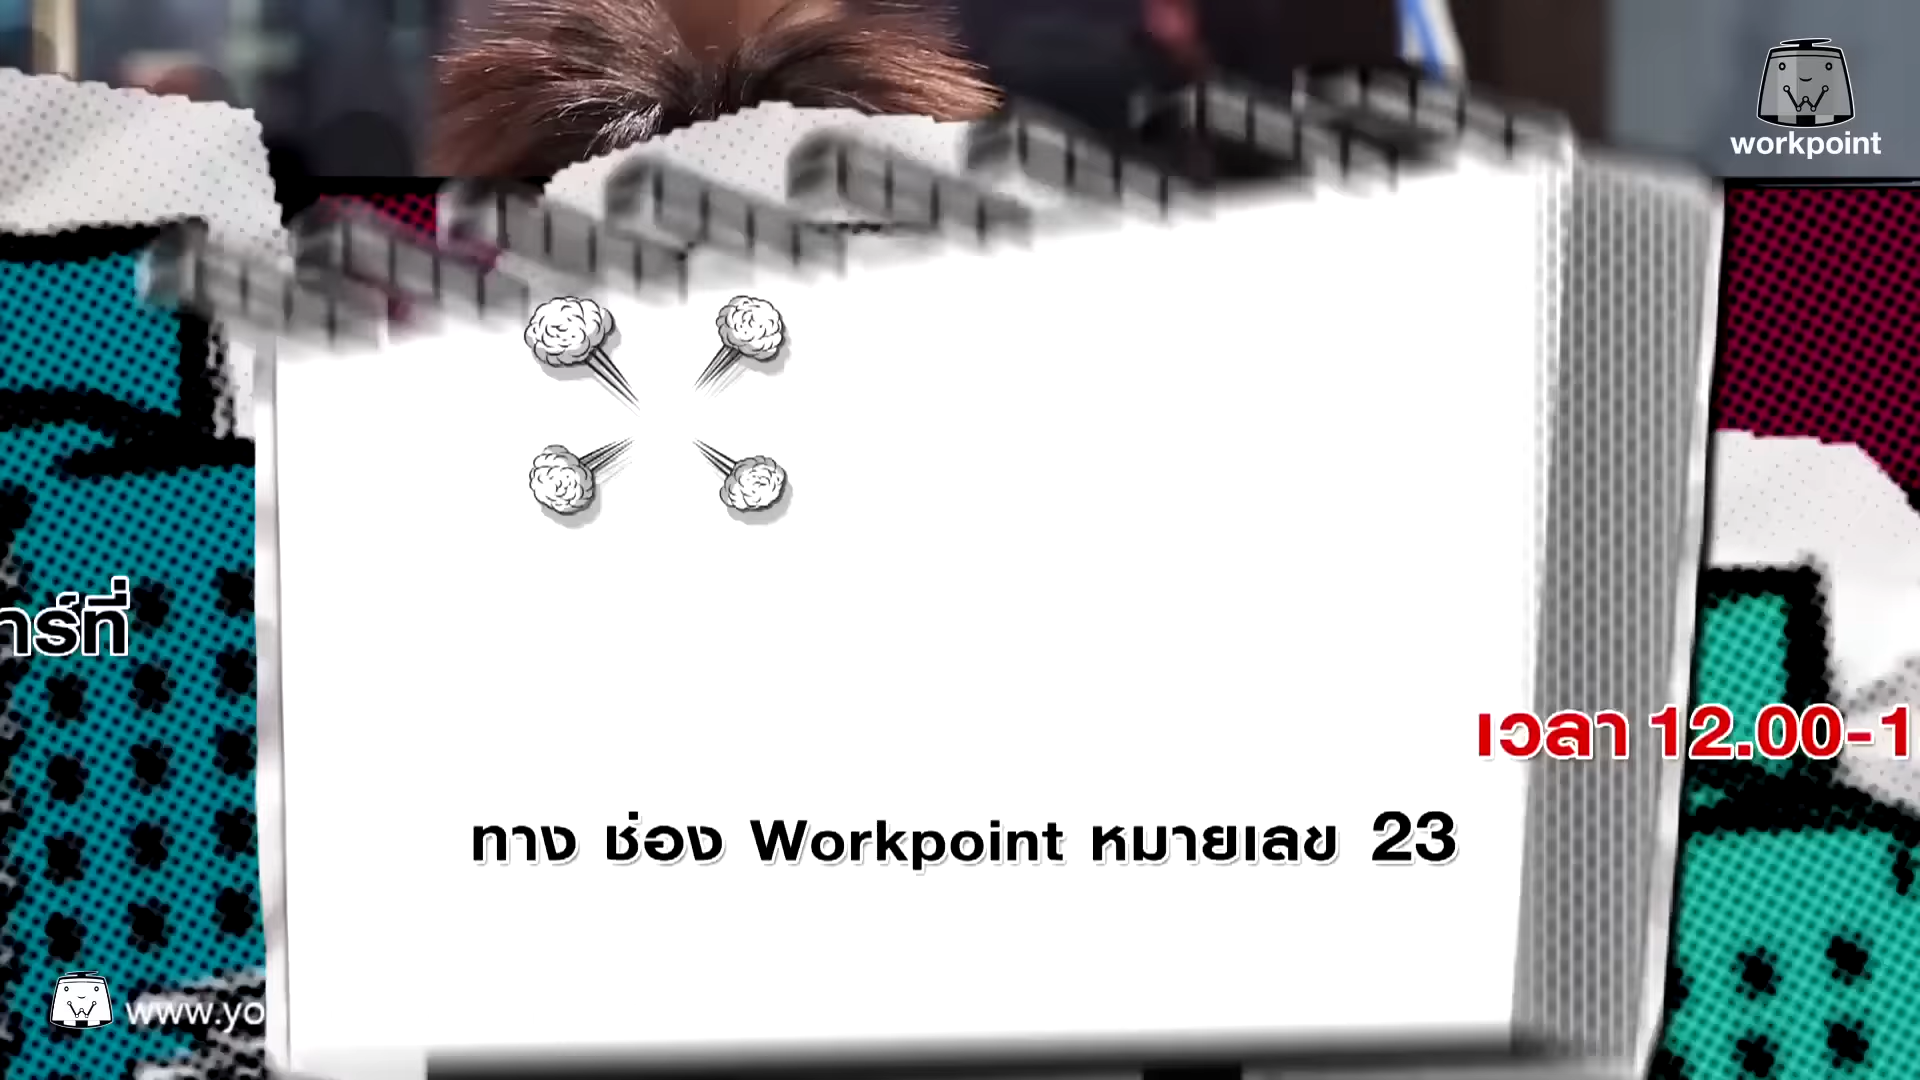 workpoint
าร์ที่
เวลา 12.00-1
ทาง ช่อง Workpoint หมายเลข 23
www.yo